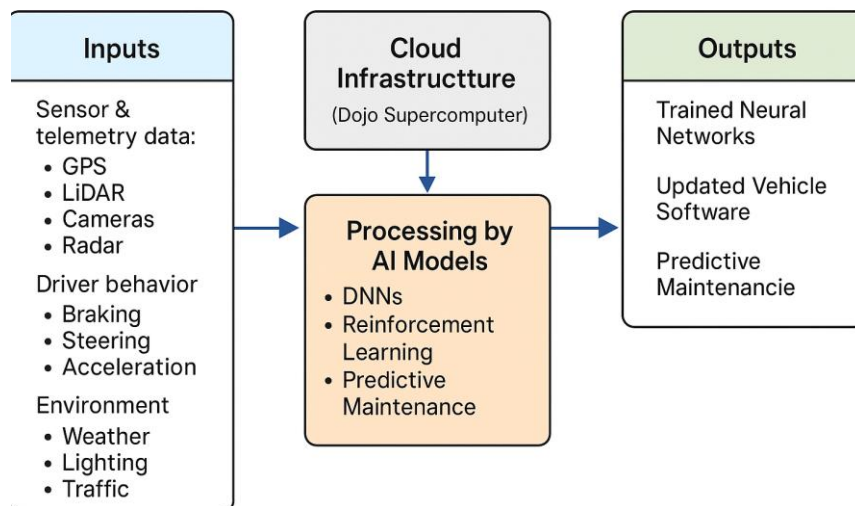 Inputs
Sensor &
telemetry data:
• GPS
• LiDAR
• Cameras
• Radar
Driver behavior
• Braking
• Steering
• Acceleration
Environment
• Weather
• Lighting
• Traffic
Cloud
Infrastructture
(Dojo Supercomputer)
Processing by
AI Models
• DNNs
• Reinforcement
Learning
• Predictive
Maintenance
Outputs
Trained Neural
Networks
Updated Vehicle
Software
Predictive
Maintenancie